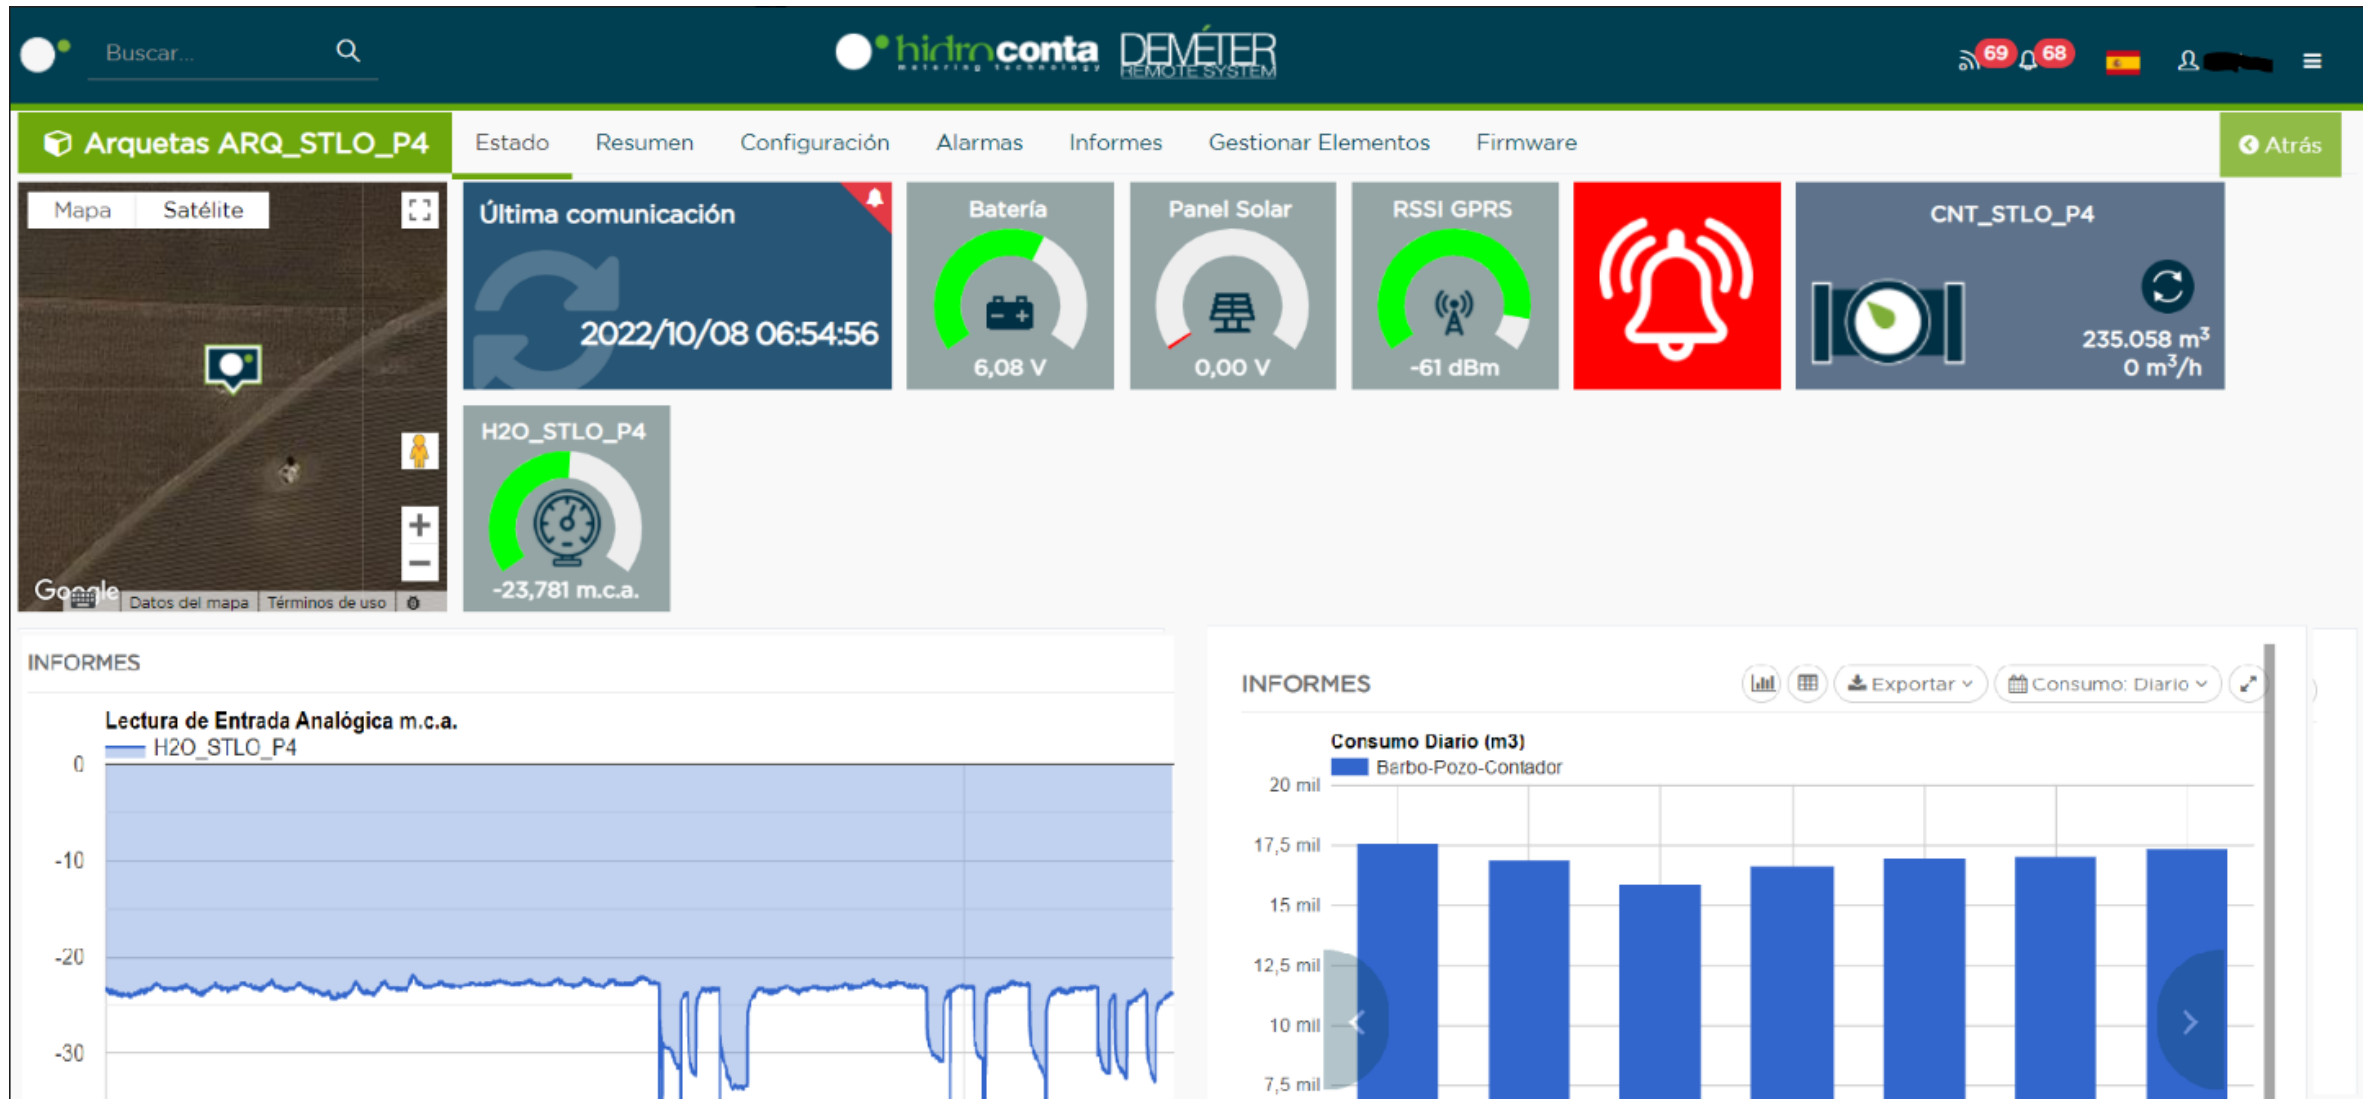 Buscar...
hidroconta
metering technology
DEMÉTER
REMOTE SYSTEM
69
68
Arquetas ARQ_STLO_P4
Estado
Resumen
Configuración
Alarmas
Informes
Gestionar Elementos
Firmware
Atrás
Mapa
Satélite
Google
Datos del mapa
Términos de uso
Última comunicación
2022/10/08 06:54:56
Batería
6,08 V
Panel Solar
0,00 V
RSSI GPRS
-61 dBm
CNT_STLO_P4
235.058 m³
0 m³/h
H2O_STLO_P4
-23,781 m.c.a.
INFORMES
Lectura de Entrada Analógica m.c.a.
H2O_STLO_P4
0
-10
-20
-30
INFORMES
Exportar
Consumo: Diario
Consumo Diario (m3)
Barbo-Pozo-Contador
20 mil
17,5 mil
15 mil
12,5 mil
10 mil
7,5 mil